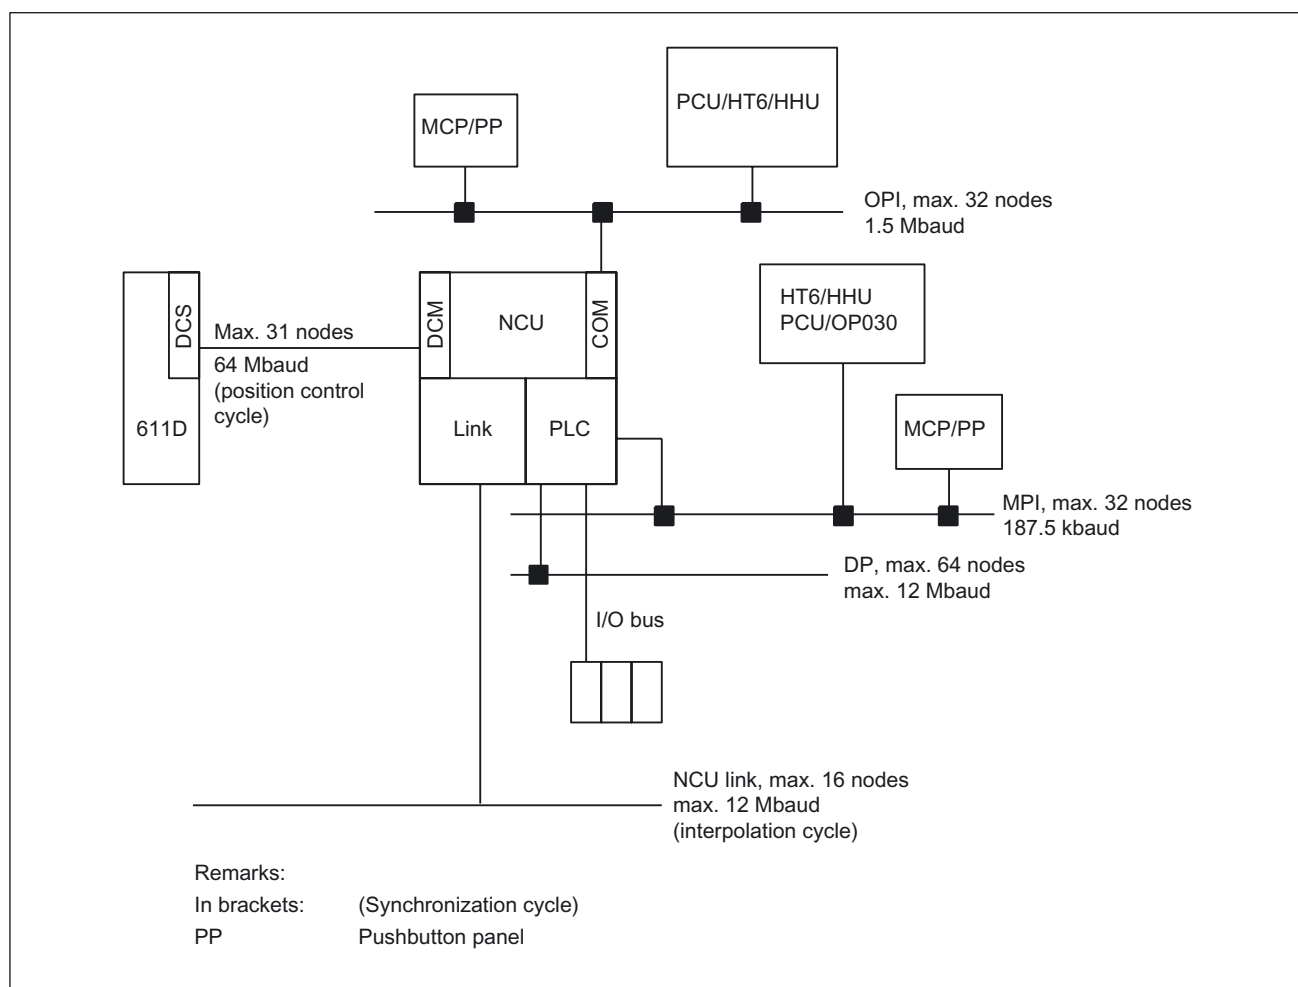 PCU/HT6/HHU
MCP/PP
OPI, max. 32 nodes
1.5 Mbaud
DCS
Max. 31 nodes
64 Mbaud
(position control
cycle)
611D
DCM
NCU
COM
Link
PLC
HT6/HHU
PCU/OP030
MCP/PP
MPI, max. 32 nodes
187.5 kbaud
DP, max. 64 nodes
max. 12 Mbaud
I/O bus
NCU link, max. 16 nodes
max. 12 Mbaud
(interpolation cycle)
Remarks:
In brackets: (Synchronization cycle)
PP Pushbutton panel